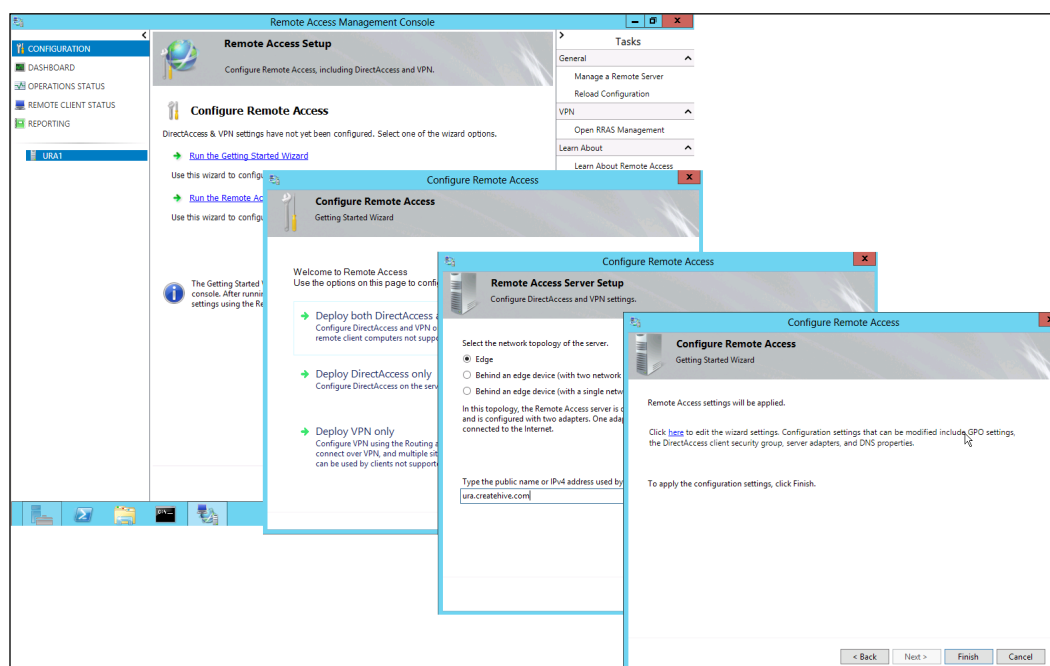 Remote Access Management Console
CONFIGURATION
DASHBOARD
OPERATIONS STATUS
REMOTE CLIENT STATUS
REPORTING
URA1
Remote Access Setup
Configure Remote Access, including DirectAccess and VPN.
Configure Remote Access
DirectAccess & VPN settings have not yet been configured. Select one of the wizard options.
Run the Getting Started Wizard
Use this wizard to configu
Run the Remote Ac
Use this wizard to configu
The Getting Started
console. After runnin
settings using the Re
Tasks
General
Manage a Remote Server
Reload Configuration
VPN
Open RRAS Management
Learn About
Learn About Remote Access
Configure Remote Access
Configure Remote Access
Getting Started Wizard
Welcome to Remote Access
Use the options on this page to confi
Deploy both DirectAccess a
Configure DirectAccess and VPN o
remote client computers not suppo
Deploy DirectAccess only
Configure DirectAccess on the serv
Deploy VPN only
Configure VPN using the Routing a
connect over VPN, and multiple sit
can be used by clients not support
Configure Remote Access
Remote Access Server Setup
Configure DirectAccess and VPN settings.
Select the network topology of the server.
Edge
Behind an edge device (with two network
Behind an edge device (with a single netw
In this topology, the Remote Access server is d
and is configured with two adapters. One adap
connected to the Internet.
Type the public name or IPv4 address used by
ura.createhive.com
Configure Remote Access
Configure Remote Access
Getting Started Wizard
Remote Access settings will be applied.
Click here to edit the wizard settings. Configuration settings that can be modified include GPO settings,
the DirectAccess client security group, server adapters, and DNS properties.
To apply the configuration settings, click Finish.
< Back
Next >
Finish
Cancel